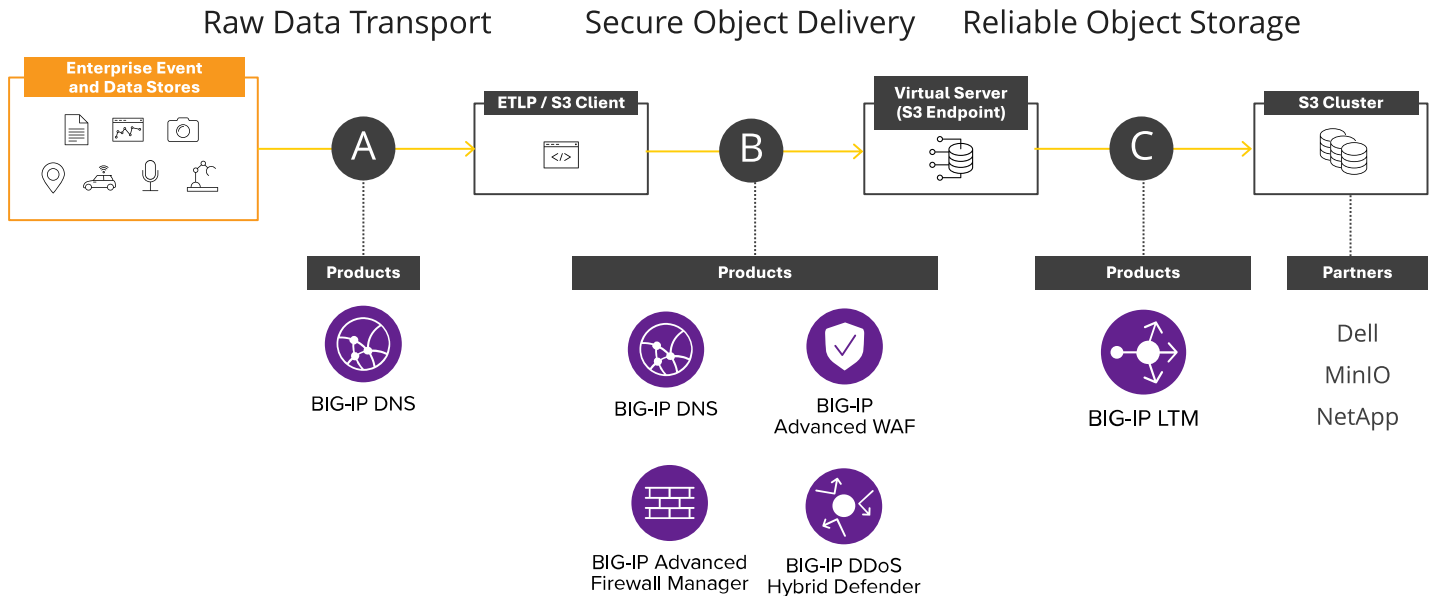 Raw Data Transport
Secure Object Delivery
Reliable Object Storage
Enterprise Event
and Data Stores
A
ETLP / S3 Client
</>
B
Virtual Server
(S3 Endpoint)
C
S3 Cluster
Products
BIG-IP DNS
Products
BIG-IP DNS
BIG-IP
Advanced WAF
BIG-IP Advanced
Firewall Manager
BIG-IP DDoS
Hybrid Defender
Products
BIG-IP LTM
Partners
Dell
MinIO
NetApp